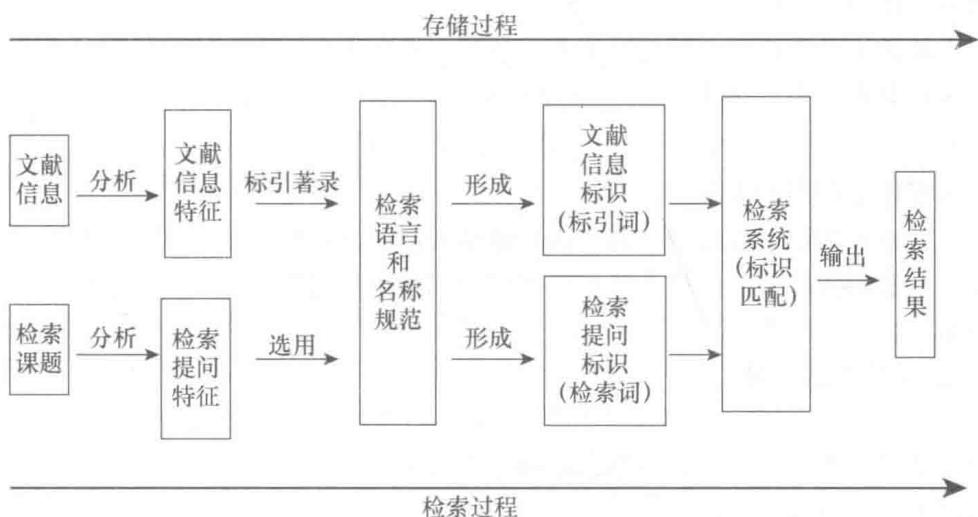 存储过程
文献
信息
分析
文献
信息
特征
标引著录
检索
语言
和
名称
规范
形成
文献
信息
标识
(标引词)
检索
系统
(标识
匹配)
输出
检
索
结
果
检索
课题
分析
检索
提问
特征
选用
形成
检索
提问
标识
(检索词)
检索过程